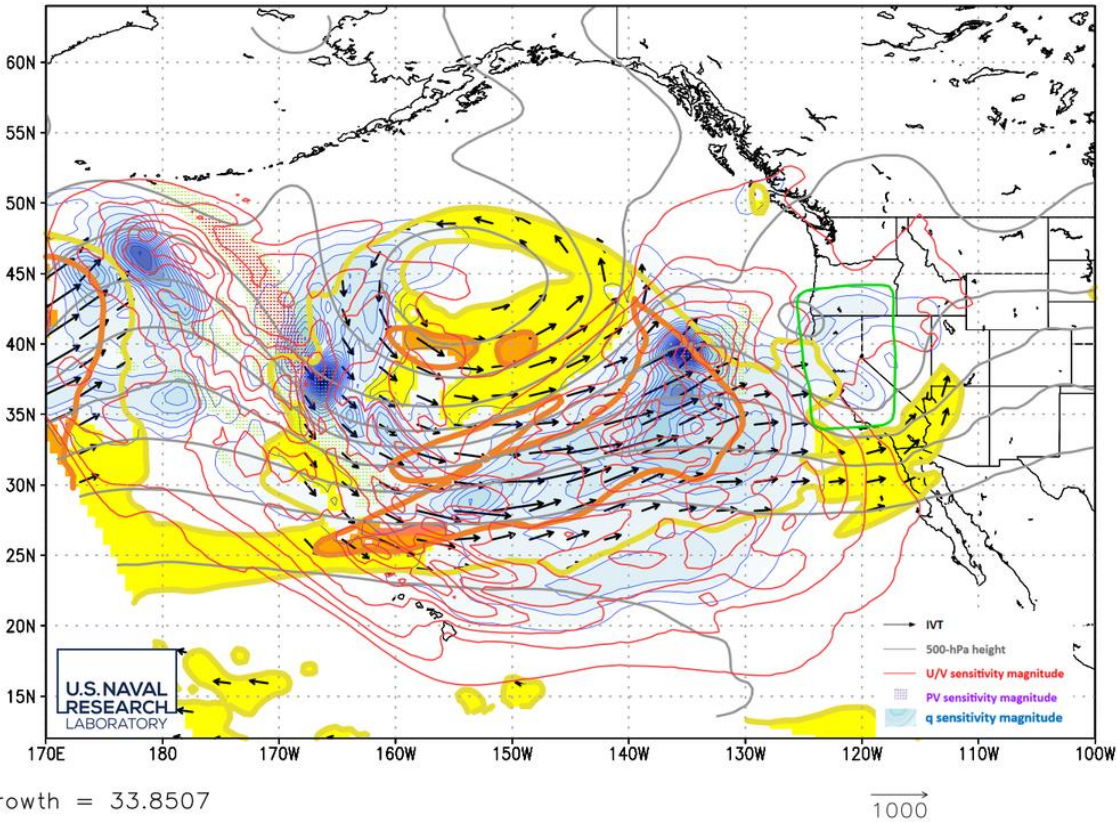 60N
55N
50N
45N
40N
35N
30N
25N
20N
15N
IVT
500-hPa height
U/V sensitivity magnitude
PV sensitivity magnitude
q sensitivity magnitude
U.S. NAVAL
RESEARCH
LABORATORY
170E 180 170W 160W 150W 140W 130W 120W 110W 100W
rowth = 33.8507
1000